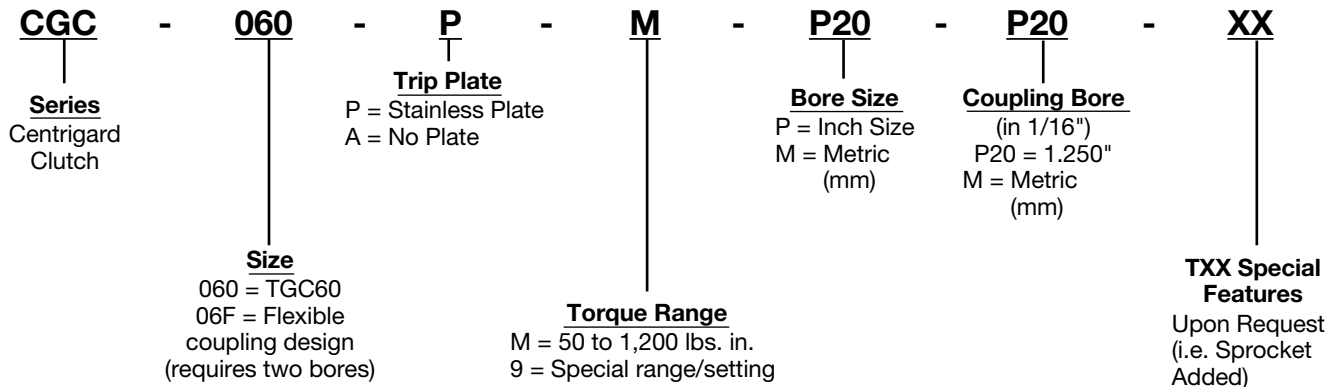 CGC - 060 - P - M - P20 - P20 - XX
Series
Centrigard
Clutch
Size
060 = TGC60
06F = Flexible
coupling design
(requires two bores)
Trip Plate
P = Stainless Plate
A = No Plate
Torque Range
M = 50 to 1,200 lbs. in.
9 = Special range/setting
Bore Size
P = Inch Size
M = Metric
(mm)
Coupling Bore
(in 1/16")
P20 = 1.250"
M = Metric
(mm)
TXX Special
Features
Upon Request
(i.e. Sprocket
Added)